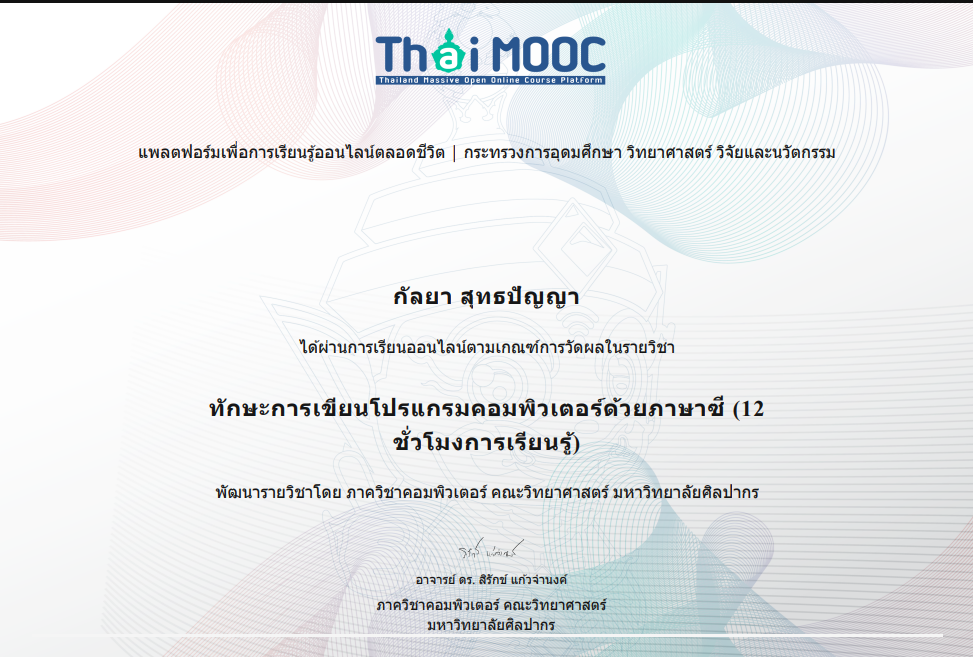 Thai MOOC
Thailand Massive Open Online Course Platform
แพลตฟอร์มเพื่อการเรียนรู้ออนไลน์ตลอดชีวิต | กระทรวงการอุดมศึกษา วิทยาศาสตร์ วิจัยและนวัตกรรม
กัลยา สุทธปัญญา
ได้ผ่านการเรียนออนไลน์ตามเกณฑ์การวัดผลในรายวิชา
ทักษะการเขียนโปรแกรมคอมพิวเตอร์ด้วยภาษาซี (12
ชั่วโมงการเรียนรู้)
พัฒนารายวิชาโดย ภาควิชาคอมพิวเตอร์ คณะวิทยาศาสตร์ มหาวิทยาลัยศิลปากร
อาจารย์ ดร. สิรักข์ แก้วจำนงค์
ภาควิชาคอมพิวเตอร์ คณะวิทยาศาสตร์
มหาวิทยาลัยศิลปากร